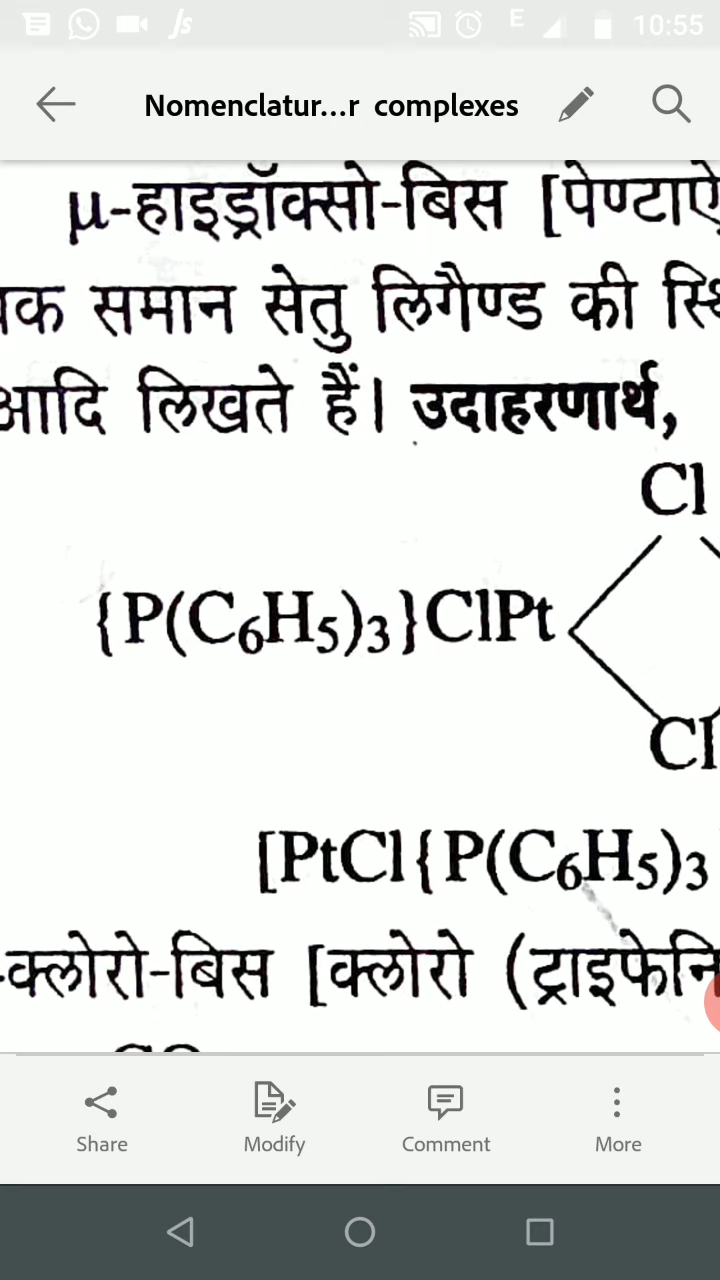 Js E 10:55
Nomenclatur...r complexes
μ-हाइड्रॉक्सो-बिस [पेण्टाऐ
समान सेतु लिगैण्ड की
आदि लिखते हैं। उदाहरणार्थ,
Cl
{P(C₆H₅)₃}ClPt
Cl
[PtCl{P(C₆H₅)₃
-क्लोरो-बिस [क्लोरो (ट्राइफेनि
Share Modify Comment More